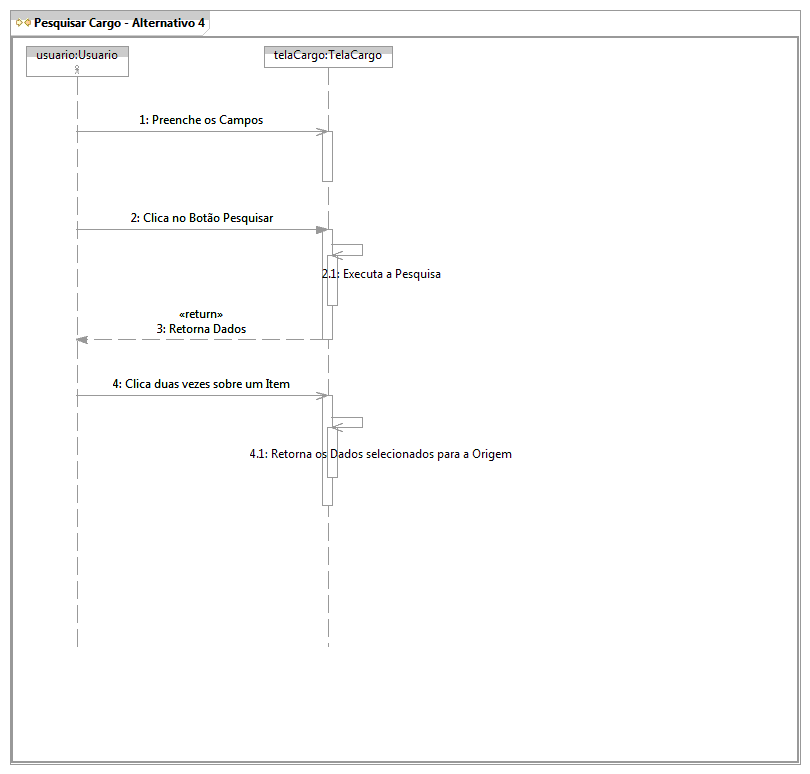 Pesquisar Cargo - Alternativo 4
usuario:Usuario
telaCargo:TelaCargo
1: Preenche os Campos
2: Clica no Botão Pesquisar
2.1: Executa a Pesquisa
«return»
3: Retorna Dados
4: Clica duas vezes sobre um Item
4.1: Retorna os Dados selecionados para a Origem